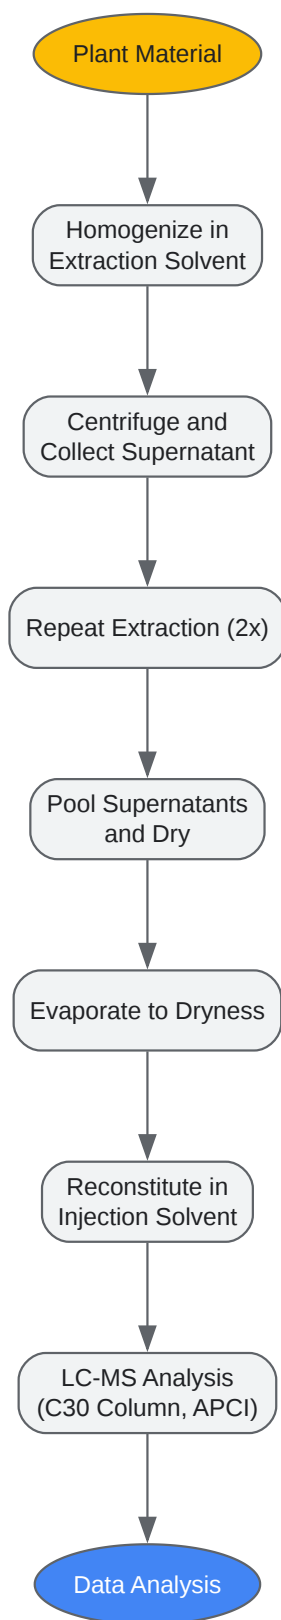 Plant Material
Homogenize in
Extraction Solvent
Centrifuge and
Collect Supernatant
Repeat Extraction (2x)
Pool Supernatants
and Dry
Evaporate to Dryness
Reconstitute in
Injection Solvent
LC-MS Analysis
(C30 Column, APCI)
Data Analysis